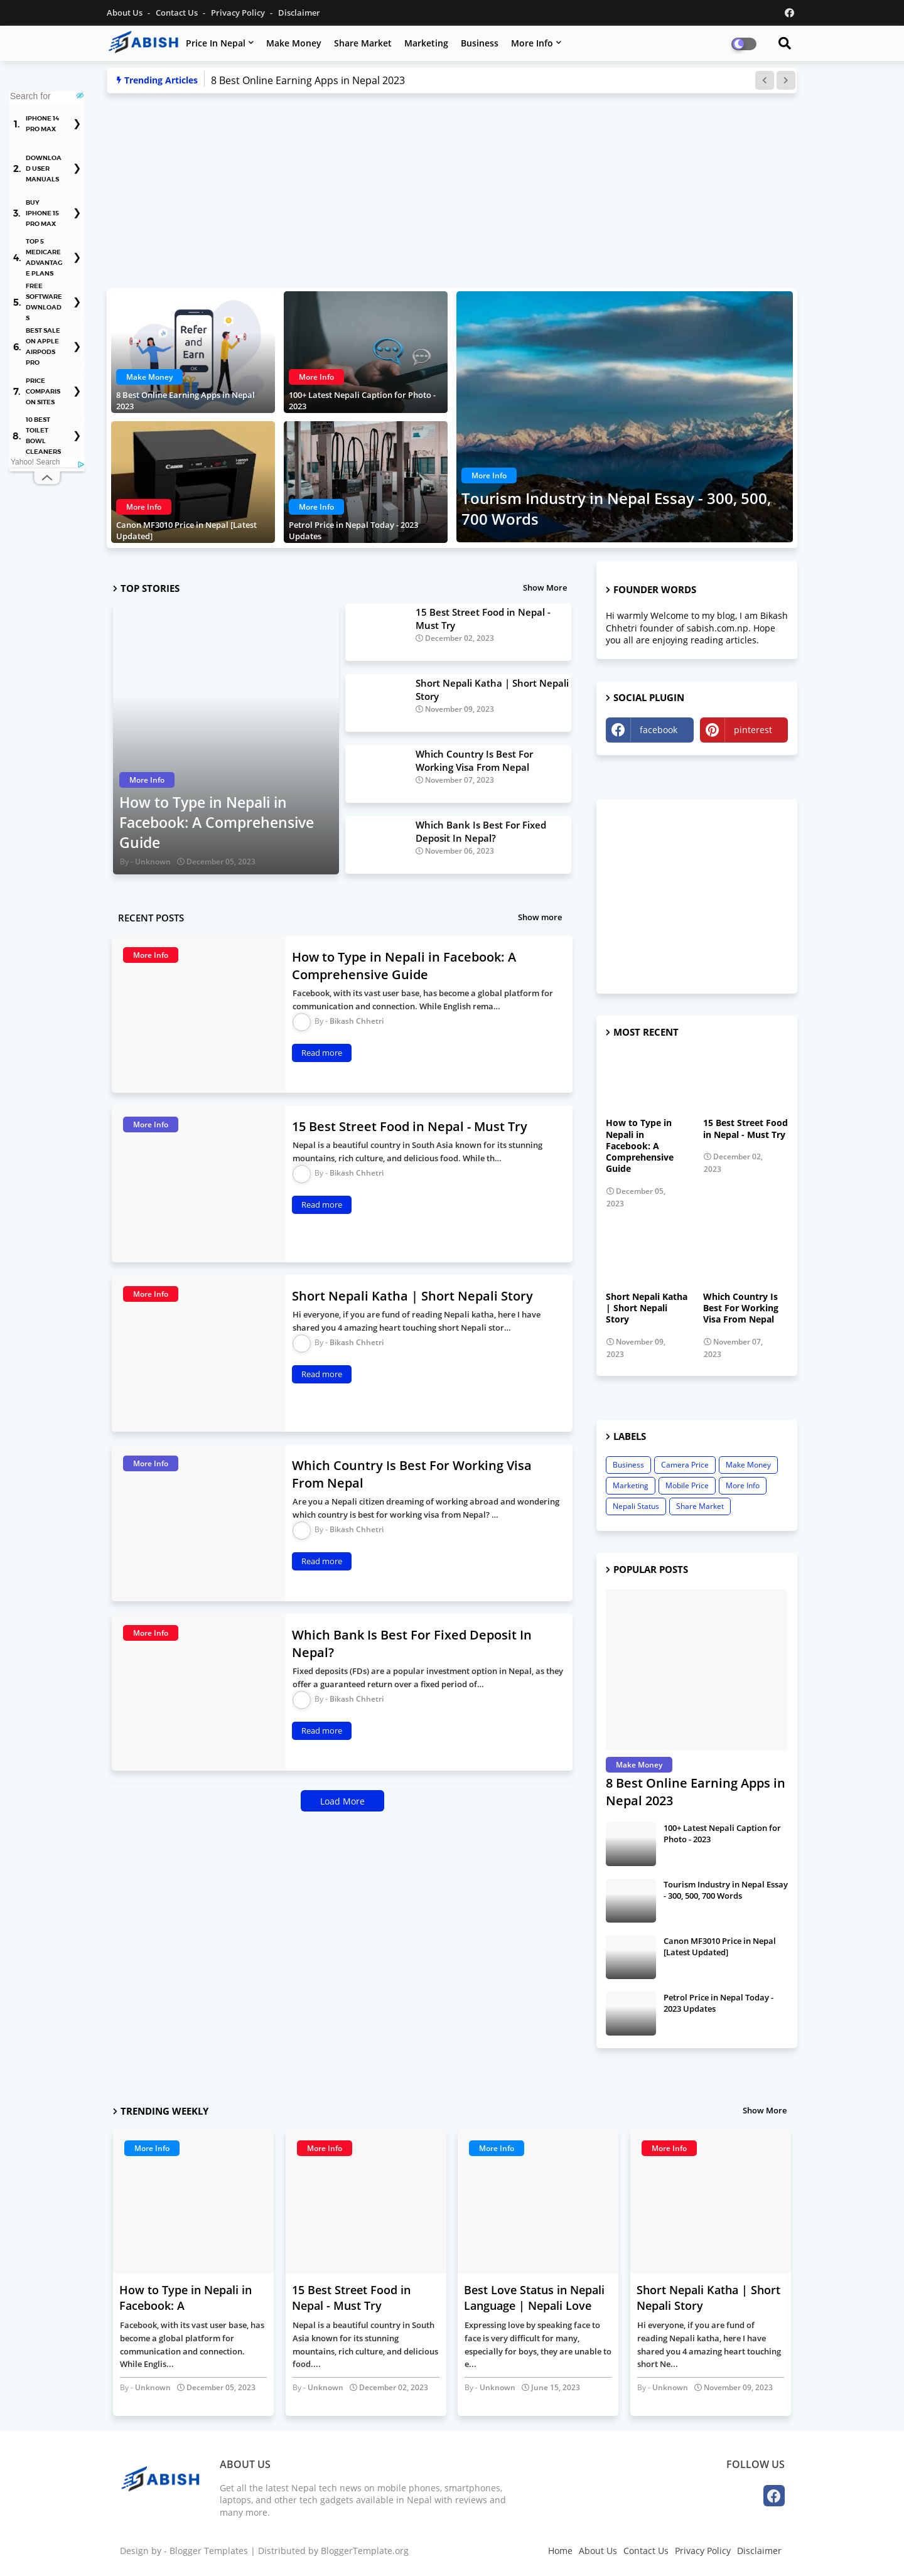 About Us - Contact Us - Privacy Policy - Disclaimer
SABISH
Price In Nepal Make Money Share Market Marketing Business More Info
Trending Articles 8 Best Online Earning Apps in Nepal 2023
Search for
1. IPHONE 14
PRO MAX
2. DOWNLOA
D USER
MANUALS
3. BUY
IPHONE 15
PRO MAX
4. TOP 5
MEDICARE
ADVANTAG
E PLANS
5. FREE
SOFTWARE
DWNLOAD
S
6. BEST SALE
ON APPLE
AIRPODS
PRO
7. PRICE
COMPARIS
ON SITES
8. 10 BEST
TOILET
BOWL
CLEANERS
Yahoo! Search
Refer
and
Earn
OK
Make Money
8 Best Online Earning Apps in Nepal
2023
More Info
100+ Latest Nepali Caption for Photo -
2023
Canon
More Info
Canon MF3010 Price in Nepal [Latest
Updated]
More Info
Petrol Price in Nepal Today - 2023
Updates
More Info
Tourism Industry in Nepal Essay - 300, 500,
700 Words
TOP STORIES
Show More
More Info
How to Type in Nepali in
Facebook: A Comprehensive
Guide
By - Unknown December 05, 2023
15 Best Street Food in Nepal -
Must Try
December 02, 2023
Short Nepali Katha | Short Nepali
Story
November 09, 2023
Which Country Is Best For
Working Visa From Nepal
November 07, 2023
Which Bank Is Best For Fixed
Deposit In Nepal?
November 06, 2023
RECENT POSTS
Show more
More Info
How to Type in Nepali in Facebook: A
Comprehensive Guide
Facebook, with its vast user base, has become a global platform for
communication and connection. While English rema...
By - Bikash Chhetri
Read more
More Info
15 Best Street Food in Nepal - Must Try
Nepal is a beautiful country in South Asia known for its stunning
mountains, rich culture, and delicious food. While th...
By - Bikash Chhetri
Read more
More Info
Short Nepali Katha | Short Nepali Story
Hi everyone, if you are fund of reading Nepali katha, here I have
shared you 4 amazing heart touching short Nepali stor...
By - Bikash Chhetri
Read more
More Info
Which Country Is Best For Working Visa
From Nepal
Are you a Nepali citizen dreaming of working abroad and wondering
which country is best for working visa from Nepal? ...
By - Bikash Chhetri
Read more
More Info
Which Bank Is Best For Fixed Deposit In
Nepal?
Fixed deposits (FDs) are a popular investment option in Nepal, as they
offer a guaranteed return over a fixed period of...
By - Bikash Chhetri
Read more
Load More
FOUNDER WORDS
Hi warmly Welcome to my blog, I am Bikash
Chhetri founder of sabish.com.np. Hope
you all are enjoying reading articles.
SOCIAL PLUGIN
facebook
pinterest
MOST RECENT
How to Type in
Nepali in
Facebook: A
Comprehensive
Guide
December 05,
2023
15 Best Street Food
in Nepal - Must Try
December 02,
2023
Short Nepali Katha
| Short Nepali
Story
November 09,
2023
Which Country Is
Best For Working
Visa From Nepal
November 07,
2023
LABELS
Business Camera Price Make Money
Marketing Mobile Price More Info
Nepali Status Share Market
POPULAR POSTS
Make Money
8 Best Online Earning Apps in
Nepal 2023
100+ Latest Nepali Caption for
Photo - 2023
Tourism Industry in Nepal Essay
- 300, 500, 700 Words
Canon MF3010 Price in Nepal
[Latest Updated]
Petrol Price in Nepal Today -
2023 Updates
TRENDING WEEKLY
Show More
More Info
How to Type in Nepali in
Facebook: A
Facebook, with its vast user base, has
become a global platform for
communication and connection.
While Englis...
By - Unknown December 05, 2023
More Info
15 Best Street Food in
Nepal - Must Try
Nepal is a beautiful country in South
Asia known for its stunning
mountains, rich culture, and delicious
food....
By - Unknown December 02, 2023
More Info
Best Love Status in Nepali
Language | Nepali Love
Expressing love by speaking face to
face is very difficult for many,
especially for boys, they are unable to
e...
By - Unknown June 15, 2023
More Info
Short Nepali Katha | Short
Nepali Story
Hi everyone, if you are fund of
reading Nepali katha, here I have
shared you 4 amazing heart touching
short Ne...
By - Unknown November 09, 2023
SABISH
ABOUT US
Get all the latest Nepal tech news on mobile phones, smartphones,
laptops, and other tech gadgets available in Nepal with reviews and
many more.
FOLLOW US
Design by - Blogger Templates | Distributed by BloggerTemplate.org
Home About Us Contact Us Privacy Policy Disclaimer